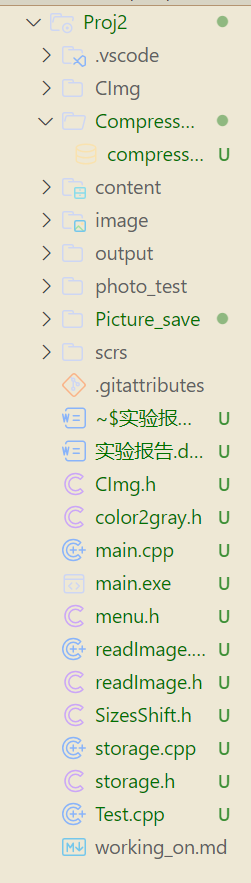 Proj2
.vscode
CImg
Compress...
compress... U
content
image
output
photo_test
Picture_save
scrs
.gitattributes
~$实验报... U
实验报告.d... U
CImg.h U
color2gray.h U
main.cpp U
main.exe
menu.h U
readImage.... U
readImage.h U
SizesShift.h U
storage.cpp U
storage.h U
Test.cpp U
working_on.md